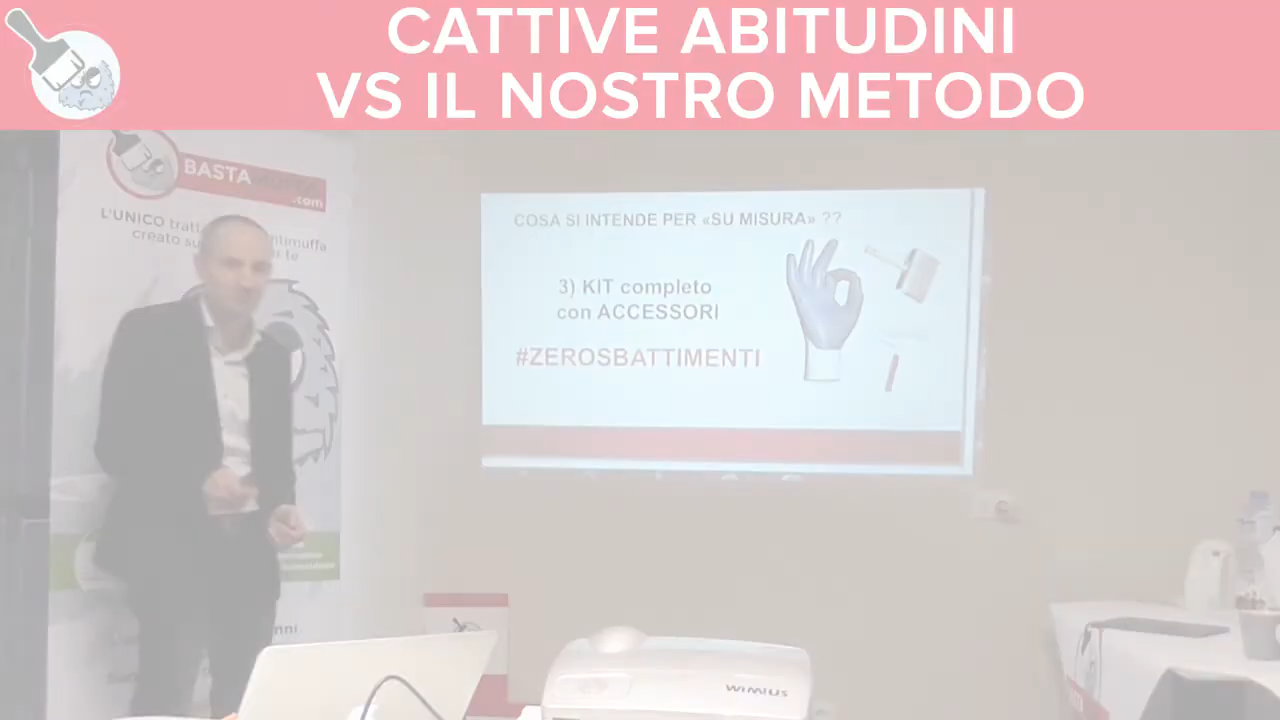 CATTIVE ABITUDINI
VS IL NOSTRO METODO
BASTA
.com
L'UNICO
creato su
COSA SI INTENDE PER «SU MISURA» ??
3) KIT completo
con ACCESSORI
#ZEROSBATTIMENTI
WiMiUS